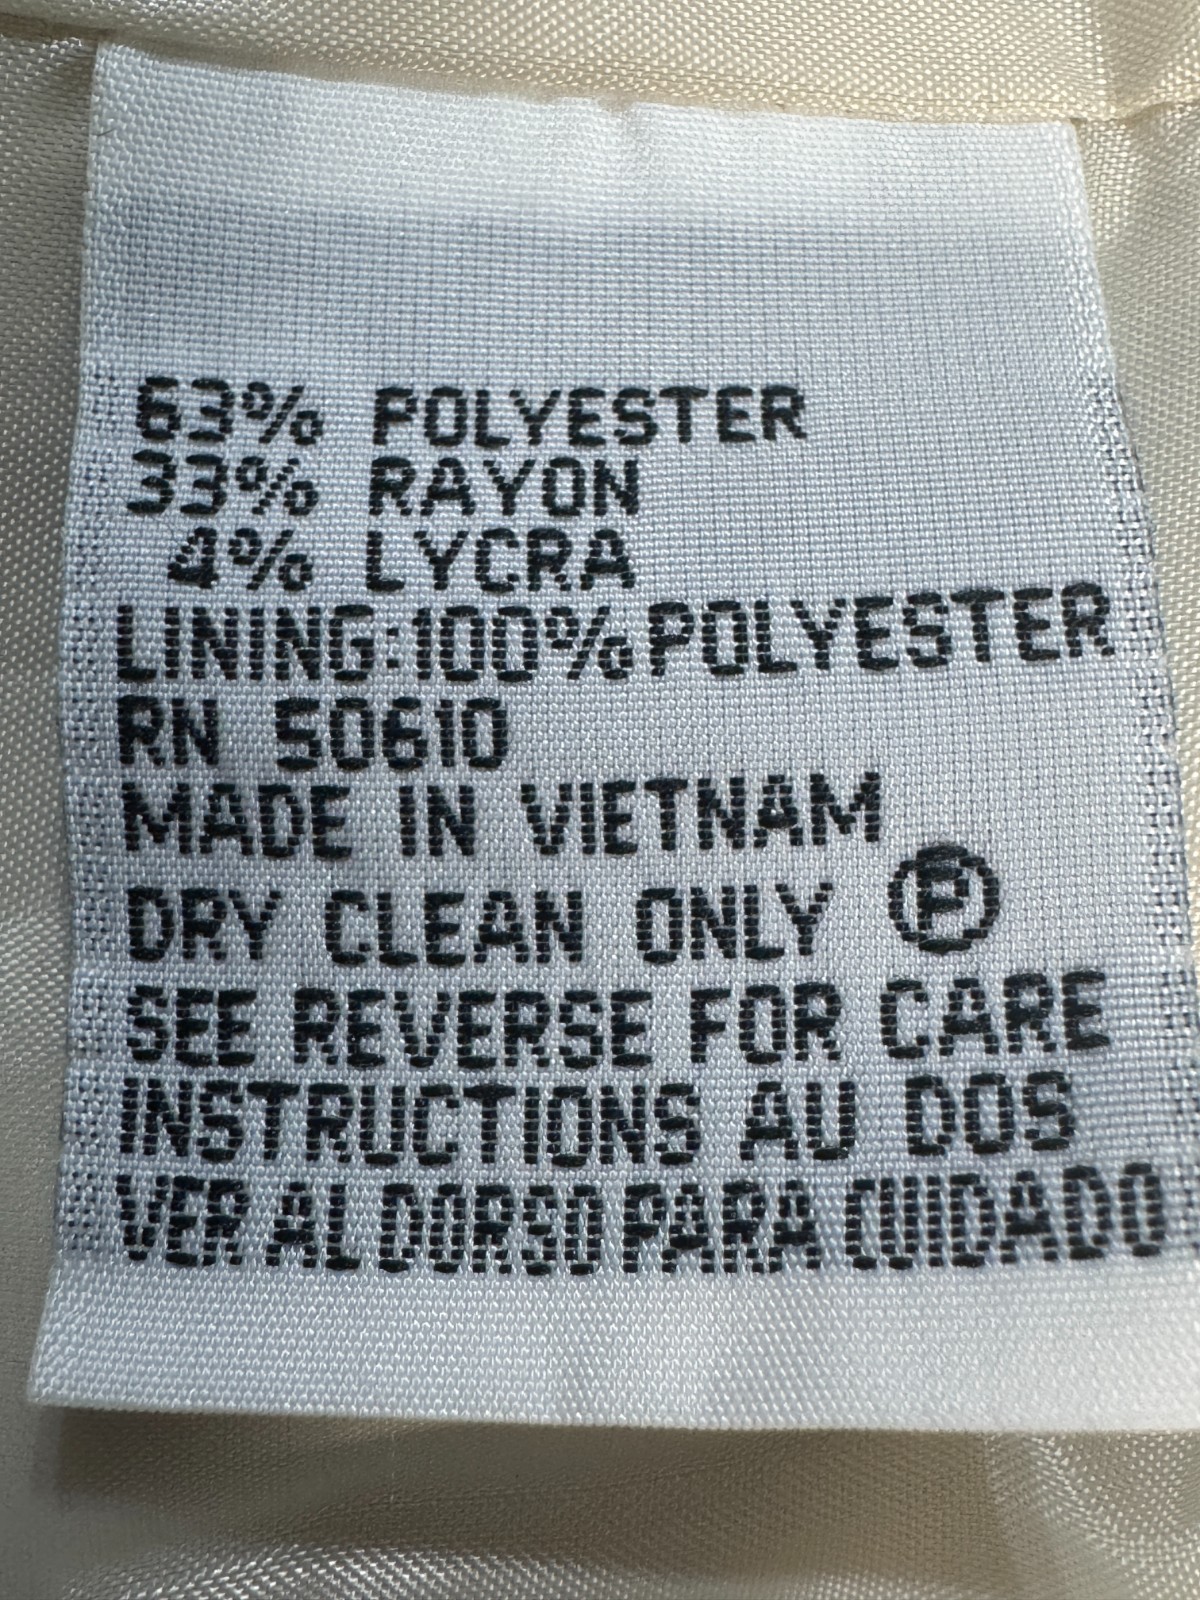 63% POLYESTER
33% RAYON
4% LYCRA
LINING:100% POLYESTER
RN 50610
MADE IN VIETNAM
DRY CLEAN ONLY Ⓟ
SEE REVERSE FOR CARE
INSTRUCTIONS AU DOS
VER AL DORSO PARA CUIDADO